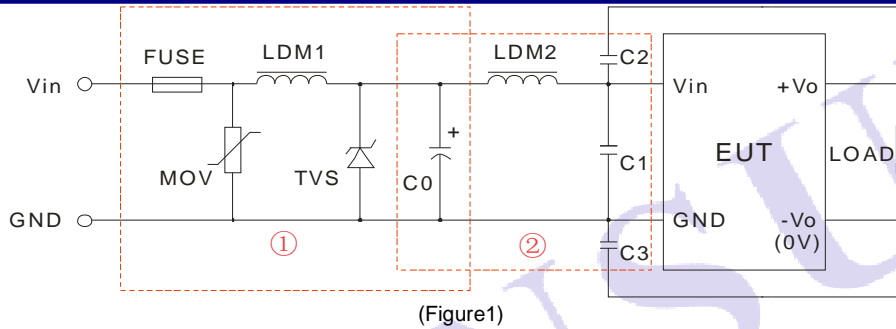 FUSE LDM1 LDM2 C2
Vin Vin +Vo
MOV TVS C0 + C1 EUT LOAD
GND GND -Vo
(0V)
① ② C3
(Figure1)